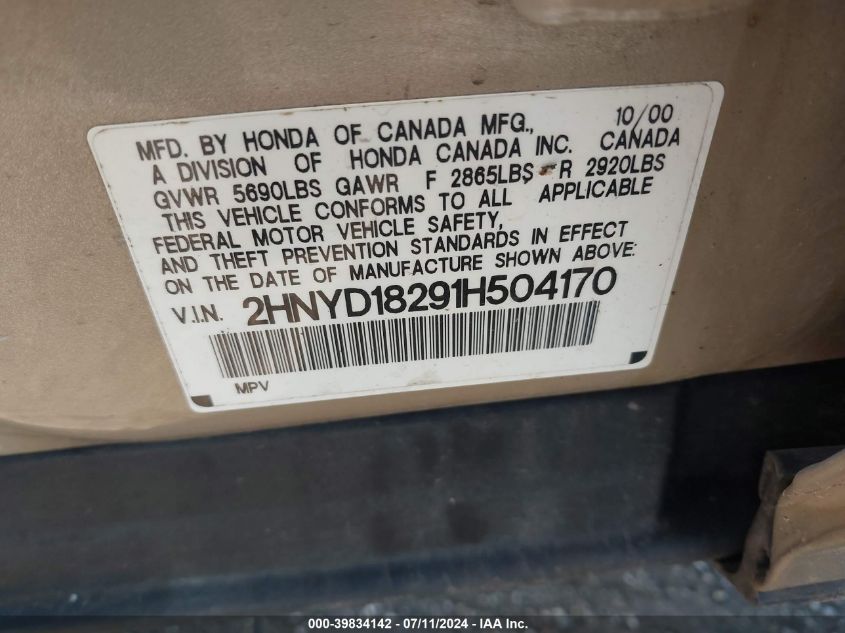 MFD. BY HONDA OF CANADA MFG., 10/00
A DIVISION OF HONDA CANADA INC. CANADA
GVWR 5690LBS GAWR F 2865LBS R 2920LBS
THIS VEHICLE CONFORMS TO ALL APPLICABLE
FEDERAL MOTOR VEHICLE SAFETY,
AND THEFT PREVENTION STANDARDS IN EFFECT
ON THE DATE OF MANUFACTURE SHOWN ABOVE:
V.I.N. 2HNYD18291H504170
MPV
000-39834142 - 07/11/2024 - IAA Inc.